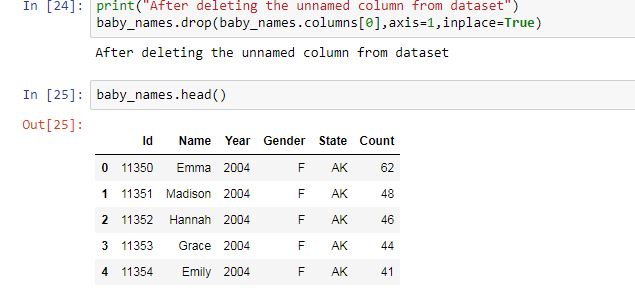 In [24]: print("After deleting the unnamed column from dataset")
baby_names.drop(baby_names.columns[0],axis=1,inplace=True)
After deleting the unnamed column from dataset
In [25]: baby_names.head()
Out[25]:
Id Name Year Gender State Count
0 11350 Emma 2004 F AK 62
1 11351 Madison 2004 F AK 48
2 11352 Hannah 2004 F AK 46
3 11353 Grace 2004 F AK 44
4 11354 Emily 2004 F AK 41